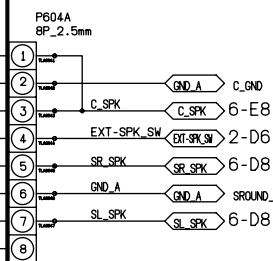 P604A
8P_2.5mm
1
2 GND_A C_GND
3 C_SPK C_SPK 6-E8
4 EXT-SPK_SW EXT-SPK_SW 2-D6
5 SR_SPK SR_SPK 6-D8
6 GND_A GND_A SROUND_
7 SL_SPK SL_SPK 6-D8
8